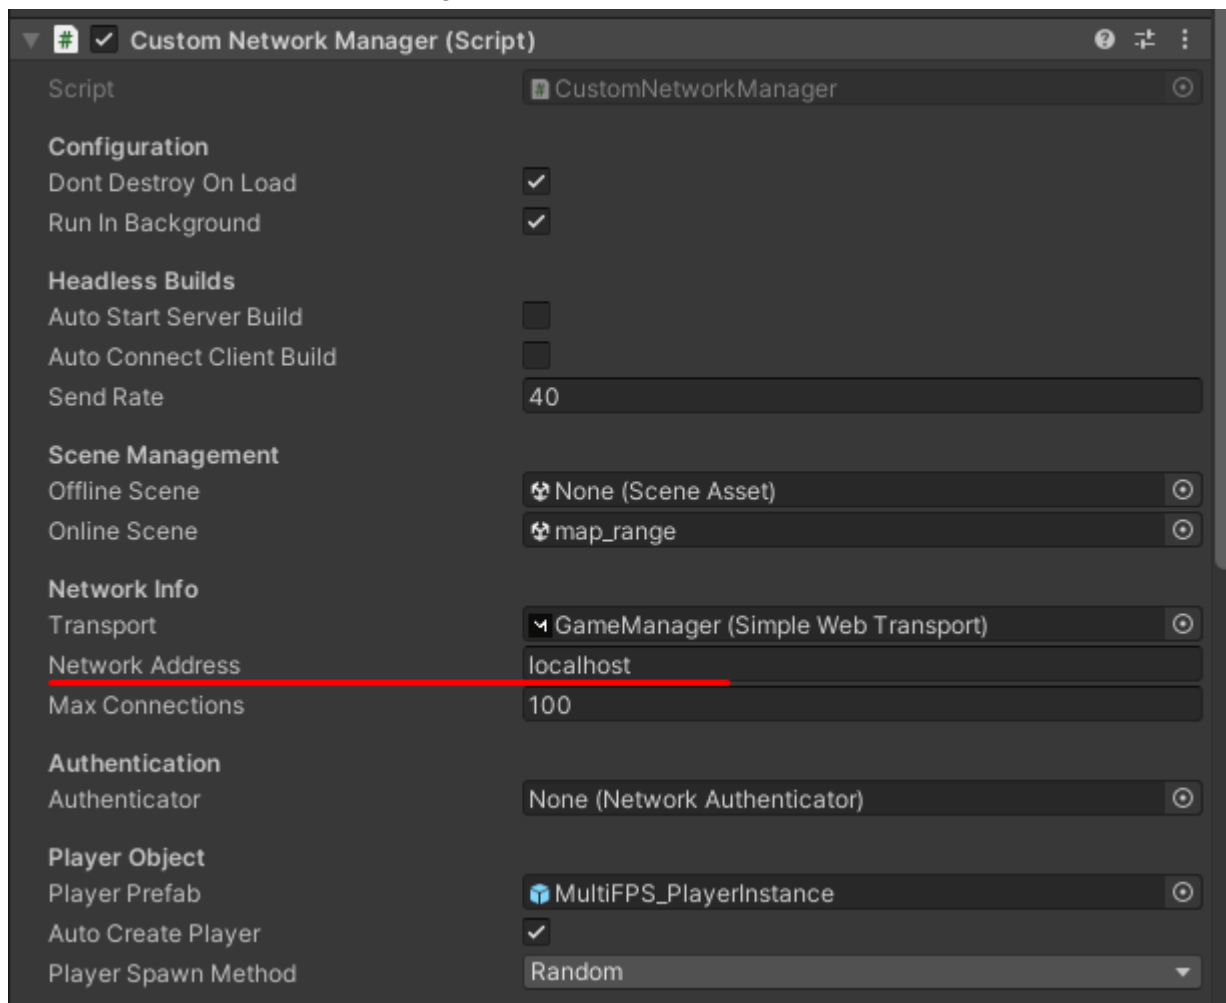 Custom Network Manager (Script)
Script CustomNetworkManager
Configuration
Dont Destroy On Load
Run In Background
Headless Builds
Auto Start Server Build
Auto Connect Client Build
Send Rate 40
Scene Management
Offline Scene None (Scene Asset)
Online Scene map_range
Network Info
Transport GameManager (Simple Web Transport)
Network Address localhost
Max Connections 100
Authentication
Authenticator None (Network Authenticator)
Player Object
Player Prefab MultiFPS_PlayerInstance
Auto Create Player
Player Spawn Method Random